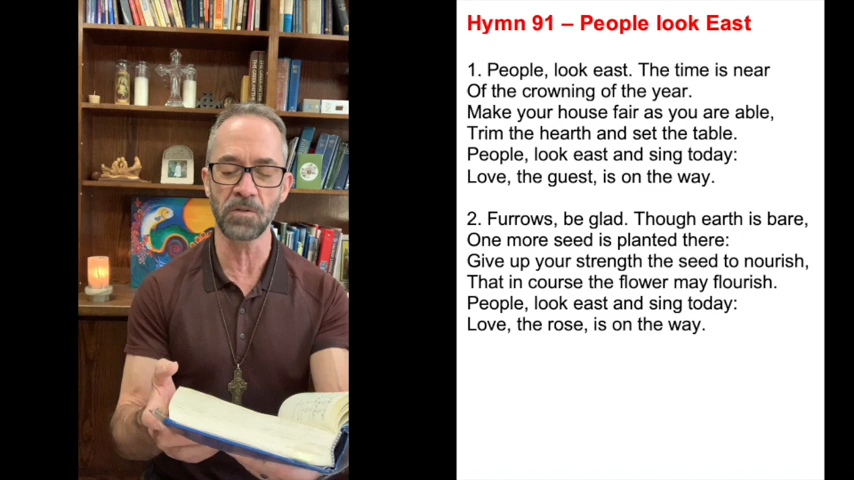 Hymn 91 – People look East
1. People, look east. The time is near
Of the crowning of the year.
Make your house fair as you are able,
Trim the hearth and set the table.
People, look east and sing today:
Love, the guest, is on the way.
2. Furrows, be glad. Though earth is bare,
One more seed is planted there:
Give up your strength the seed to nourish,
That in course the flower may flourish.
People, look east and sing today:
Love, the rose, is on the way.